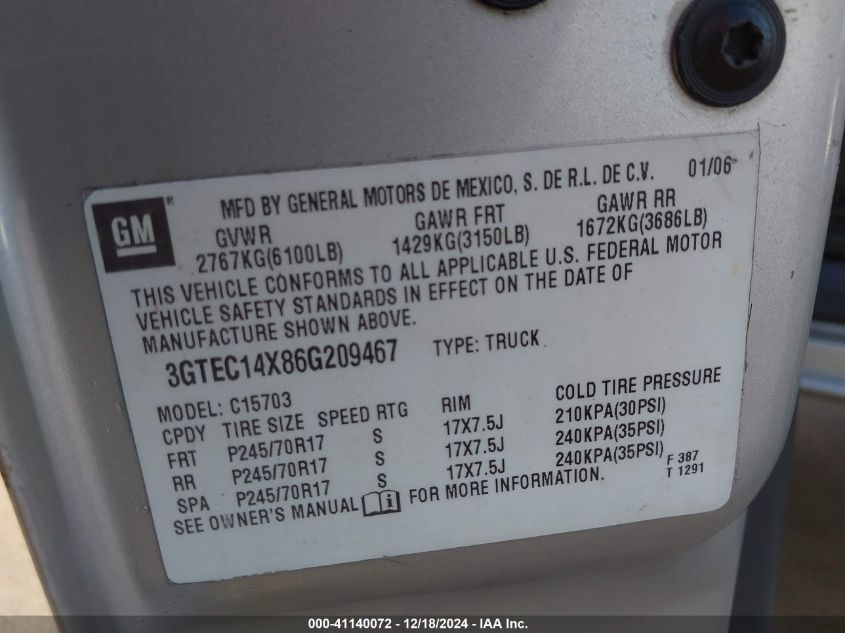 GM®
MFD BY GENERAL MOTORS DE MEXICO, S. DE R.L. DE C.V. 01/06
GVWR GAWR FRT GAWR RR
2767KG(6100LB) 1429KG(3150LB) 1672KG(3686LB)
THIS VEHICLE CONFORMS TO ALL APPLICABLE U.S. FEDERAL MOTOR
VEHICLE SAFETY STANDARDS IN EFFECT ON THE DATE OF
MANUFACTURE SHOWN ABOVE.
3GTEC14X86G209467 TYPE: TRUCK
MODEL: C15703
CPDY TIRE SIZE SPEED RTG RIM COLD TIRE PRESSURE
FRT P245/70R17 S 17X7.5J 210KPA(30PSI)
RR P245/70R17 S 17X7.5J 240KPA(35PSI)
SPA P245/70R17 S 17X7.5J 240KPA(35PSI)
SEE OWNER'S MANUAL i FOR MORE INFORMATION.
F 387
T 1291
000-41140072 - 12/18/2024 - IAA Inc.